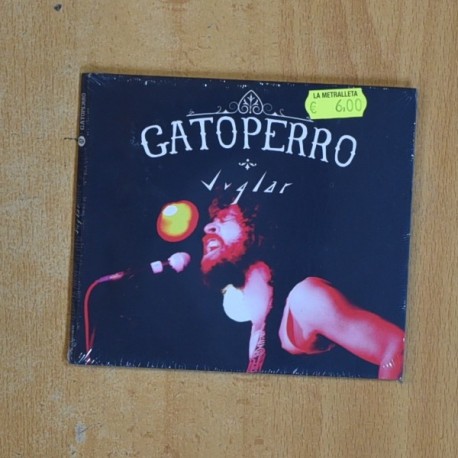 LA METRALLETA
€ 6,00
GATOPERRO
Juglar